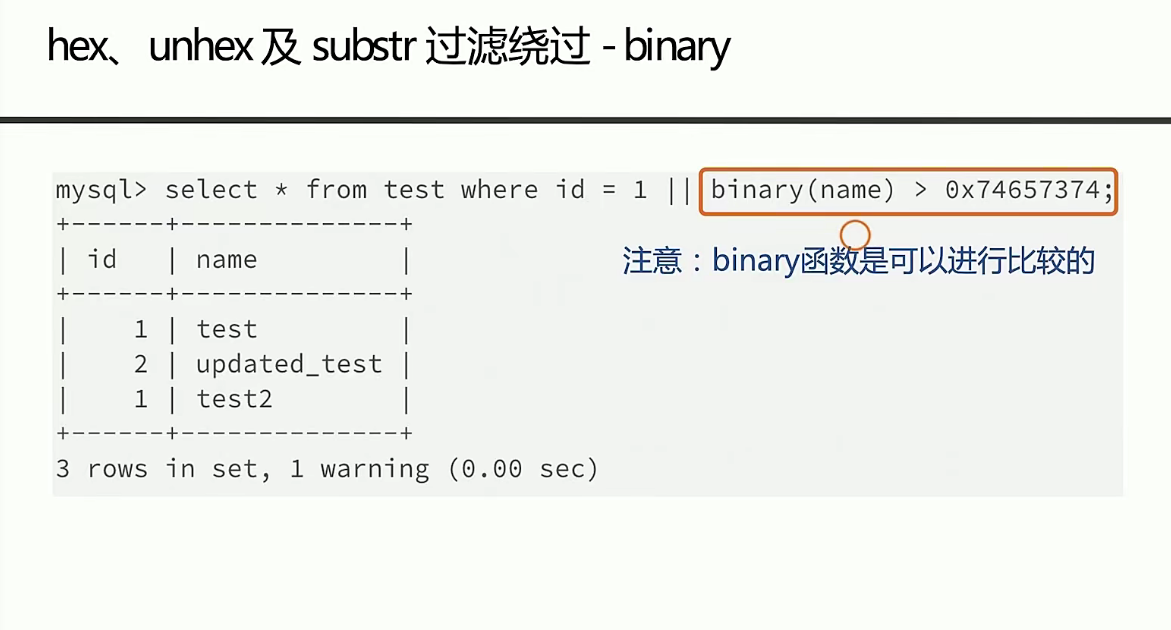 hex、unhex 及 substr 过滤绕过 - binary
mysql> select * from test where id = 1 || binary(name) > 0x74657374;
+------+--------------+
| id   | name         |
+------+--------------+
|    1 | test         |
|    2 | updated_test |
|    1 | test2        |
+------+--------------+
3 rows in set, 1 warning (0.00 sec)
注意：binary函数是可以进行比较的